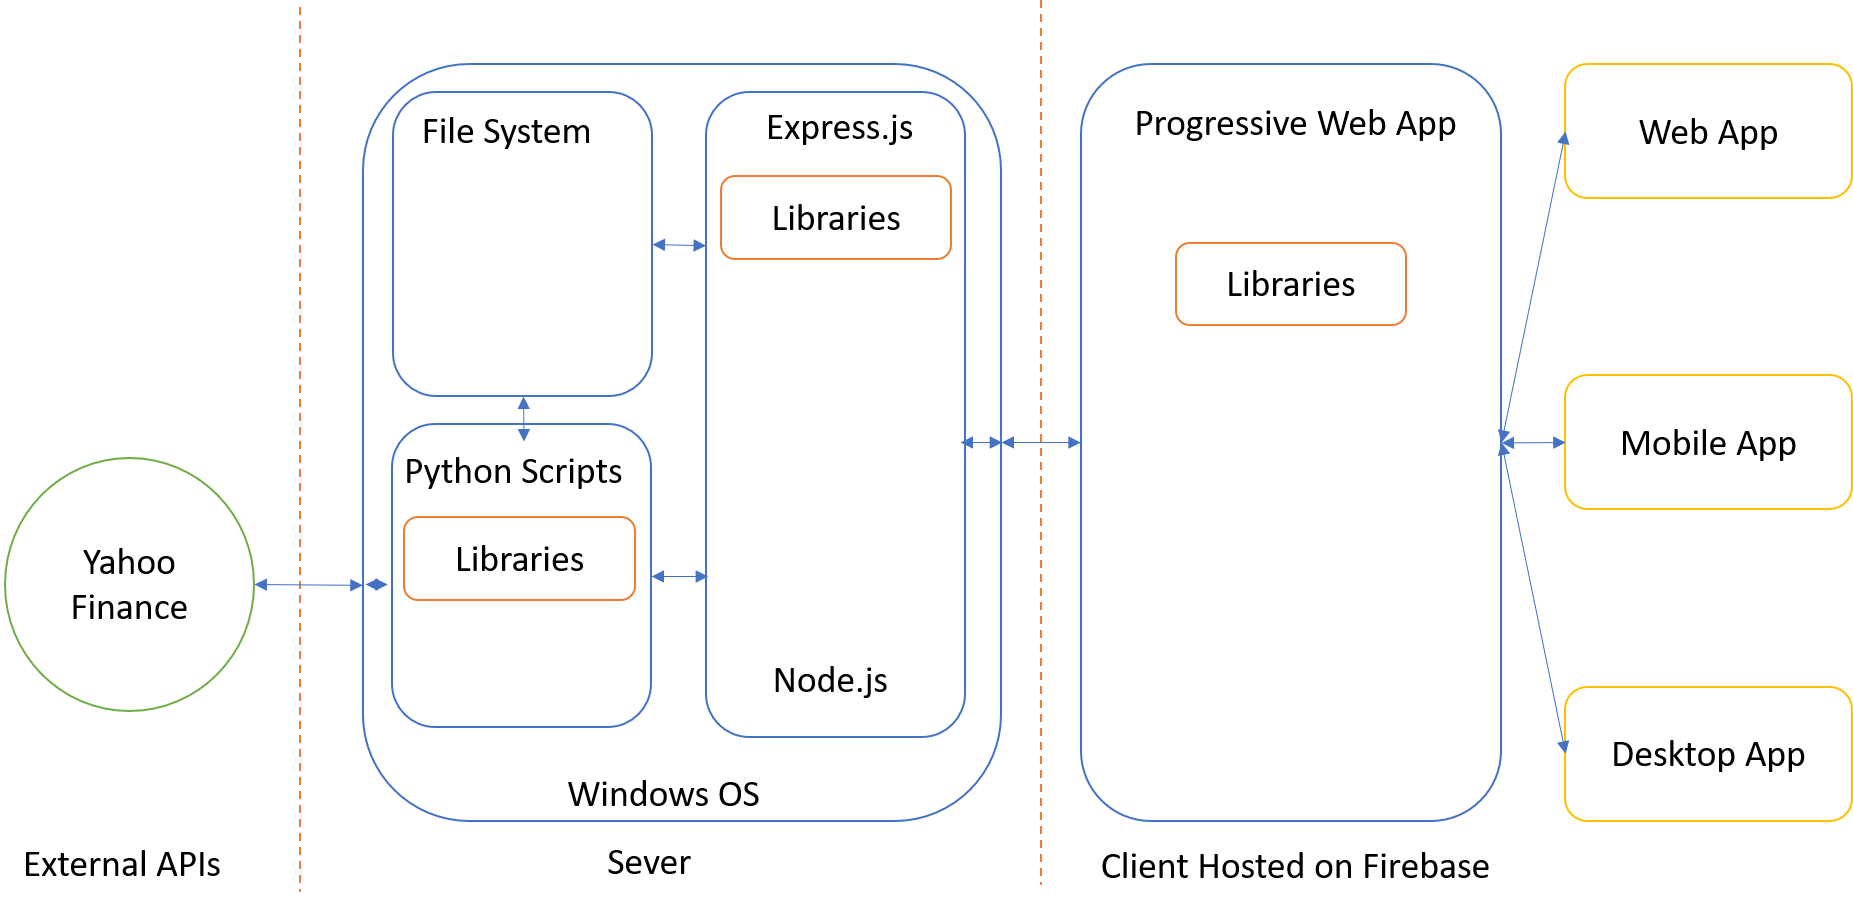 File System
Express.js
Libraries
Python Scripts
Libraries
Node.js
Windows OS
Yahoo
Finance
Progressive Web App
Libraries
Web App
Mobile App
Desktop App
External APIs
Sever
Client Hosted on Firebase